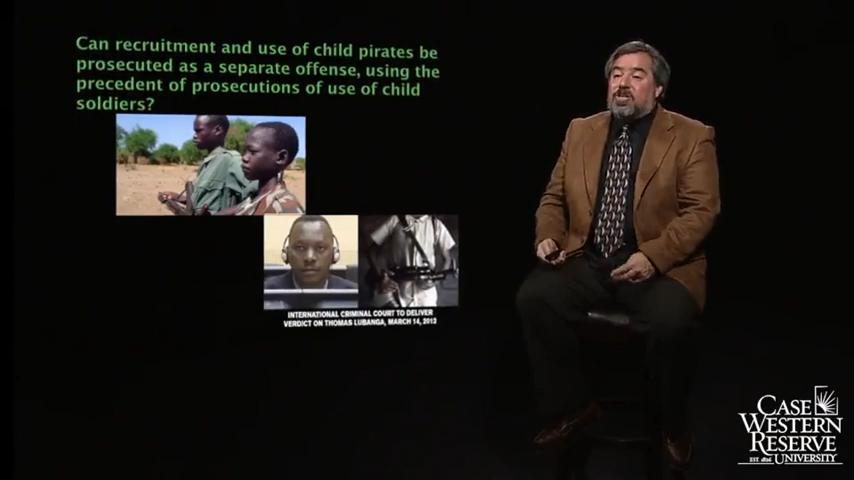 Can recruitment and use of child pirates be
prosecuted as a separate offense, using the
precedent of prosecutions of use of child
soldiers?
INTERNATIONAL CRIMINAL COURT TO DELIVER
VERDICT ON THOMAS LUBANGA, MARCH 14, 2012
CASE
WESTERN
RESERVE
EST. 1826 UNIVERSITY